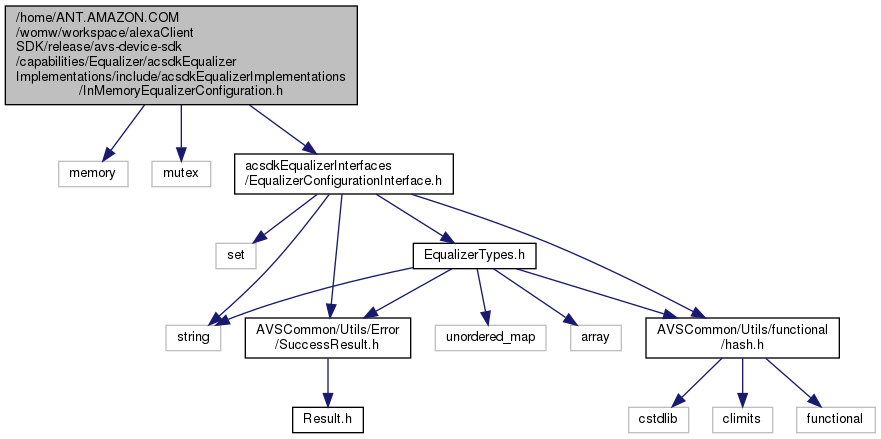 /home/ANT.AMAZON.COM
/womw/workspace/alexaClient
SDK/release/avs-device-sdk
/capabilities/Equalizer/acsdkEqualizer
Implementations/include/acsdkEqualizerImplementations
/InMemoryEqualizerConfiguration.h
memory
mutex
acsdkEqualizerInterfaces
/EqualizerConfigurationInterface.h
set
EqualizerTypes.h
string
AVSCommon/Utils/Error
/SuccessResult.h
unordered_map
array
AVSCommon/Utils/functional
/hash.h
Result.h
cstdlib
climits
functional